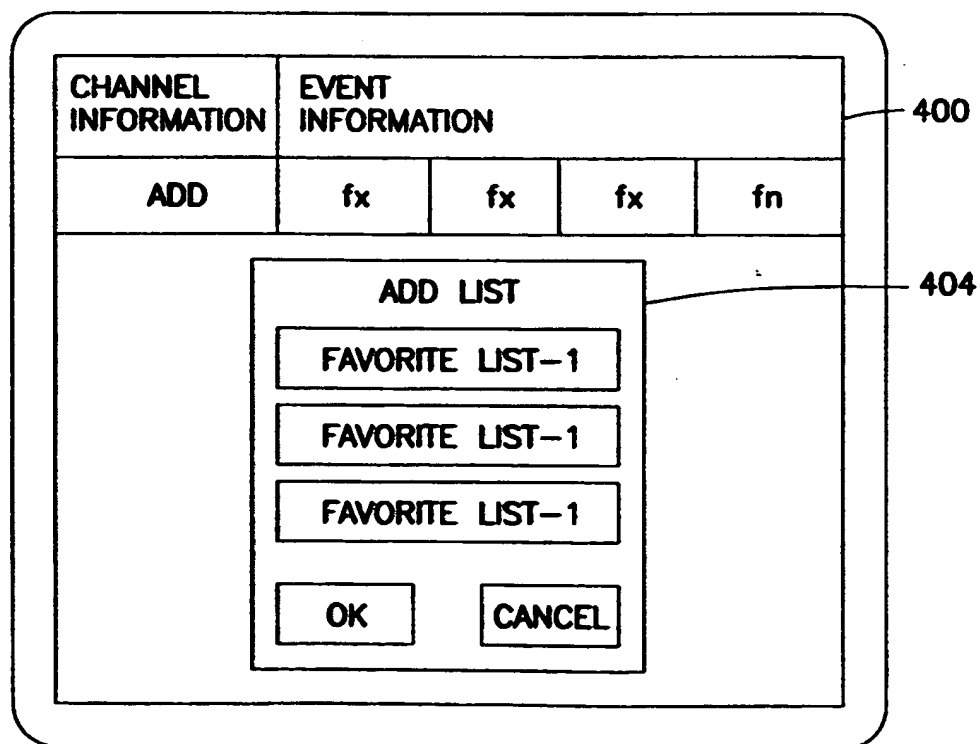 CHANNEL INFORMATION
EVENT INFORMATION
400
ADD fx fx fx fn
404
ADD LIST
FAVORITE LIST-1
FAVORITE LIST-1
FAVORITE LIST-1
OK CANCEL